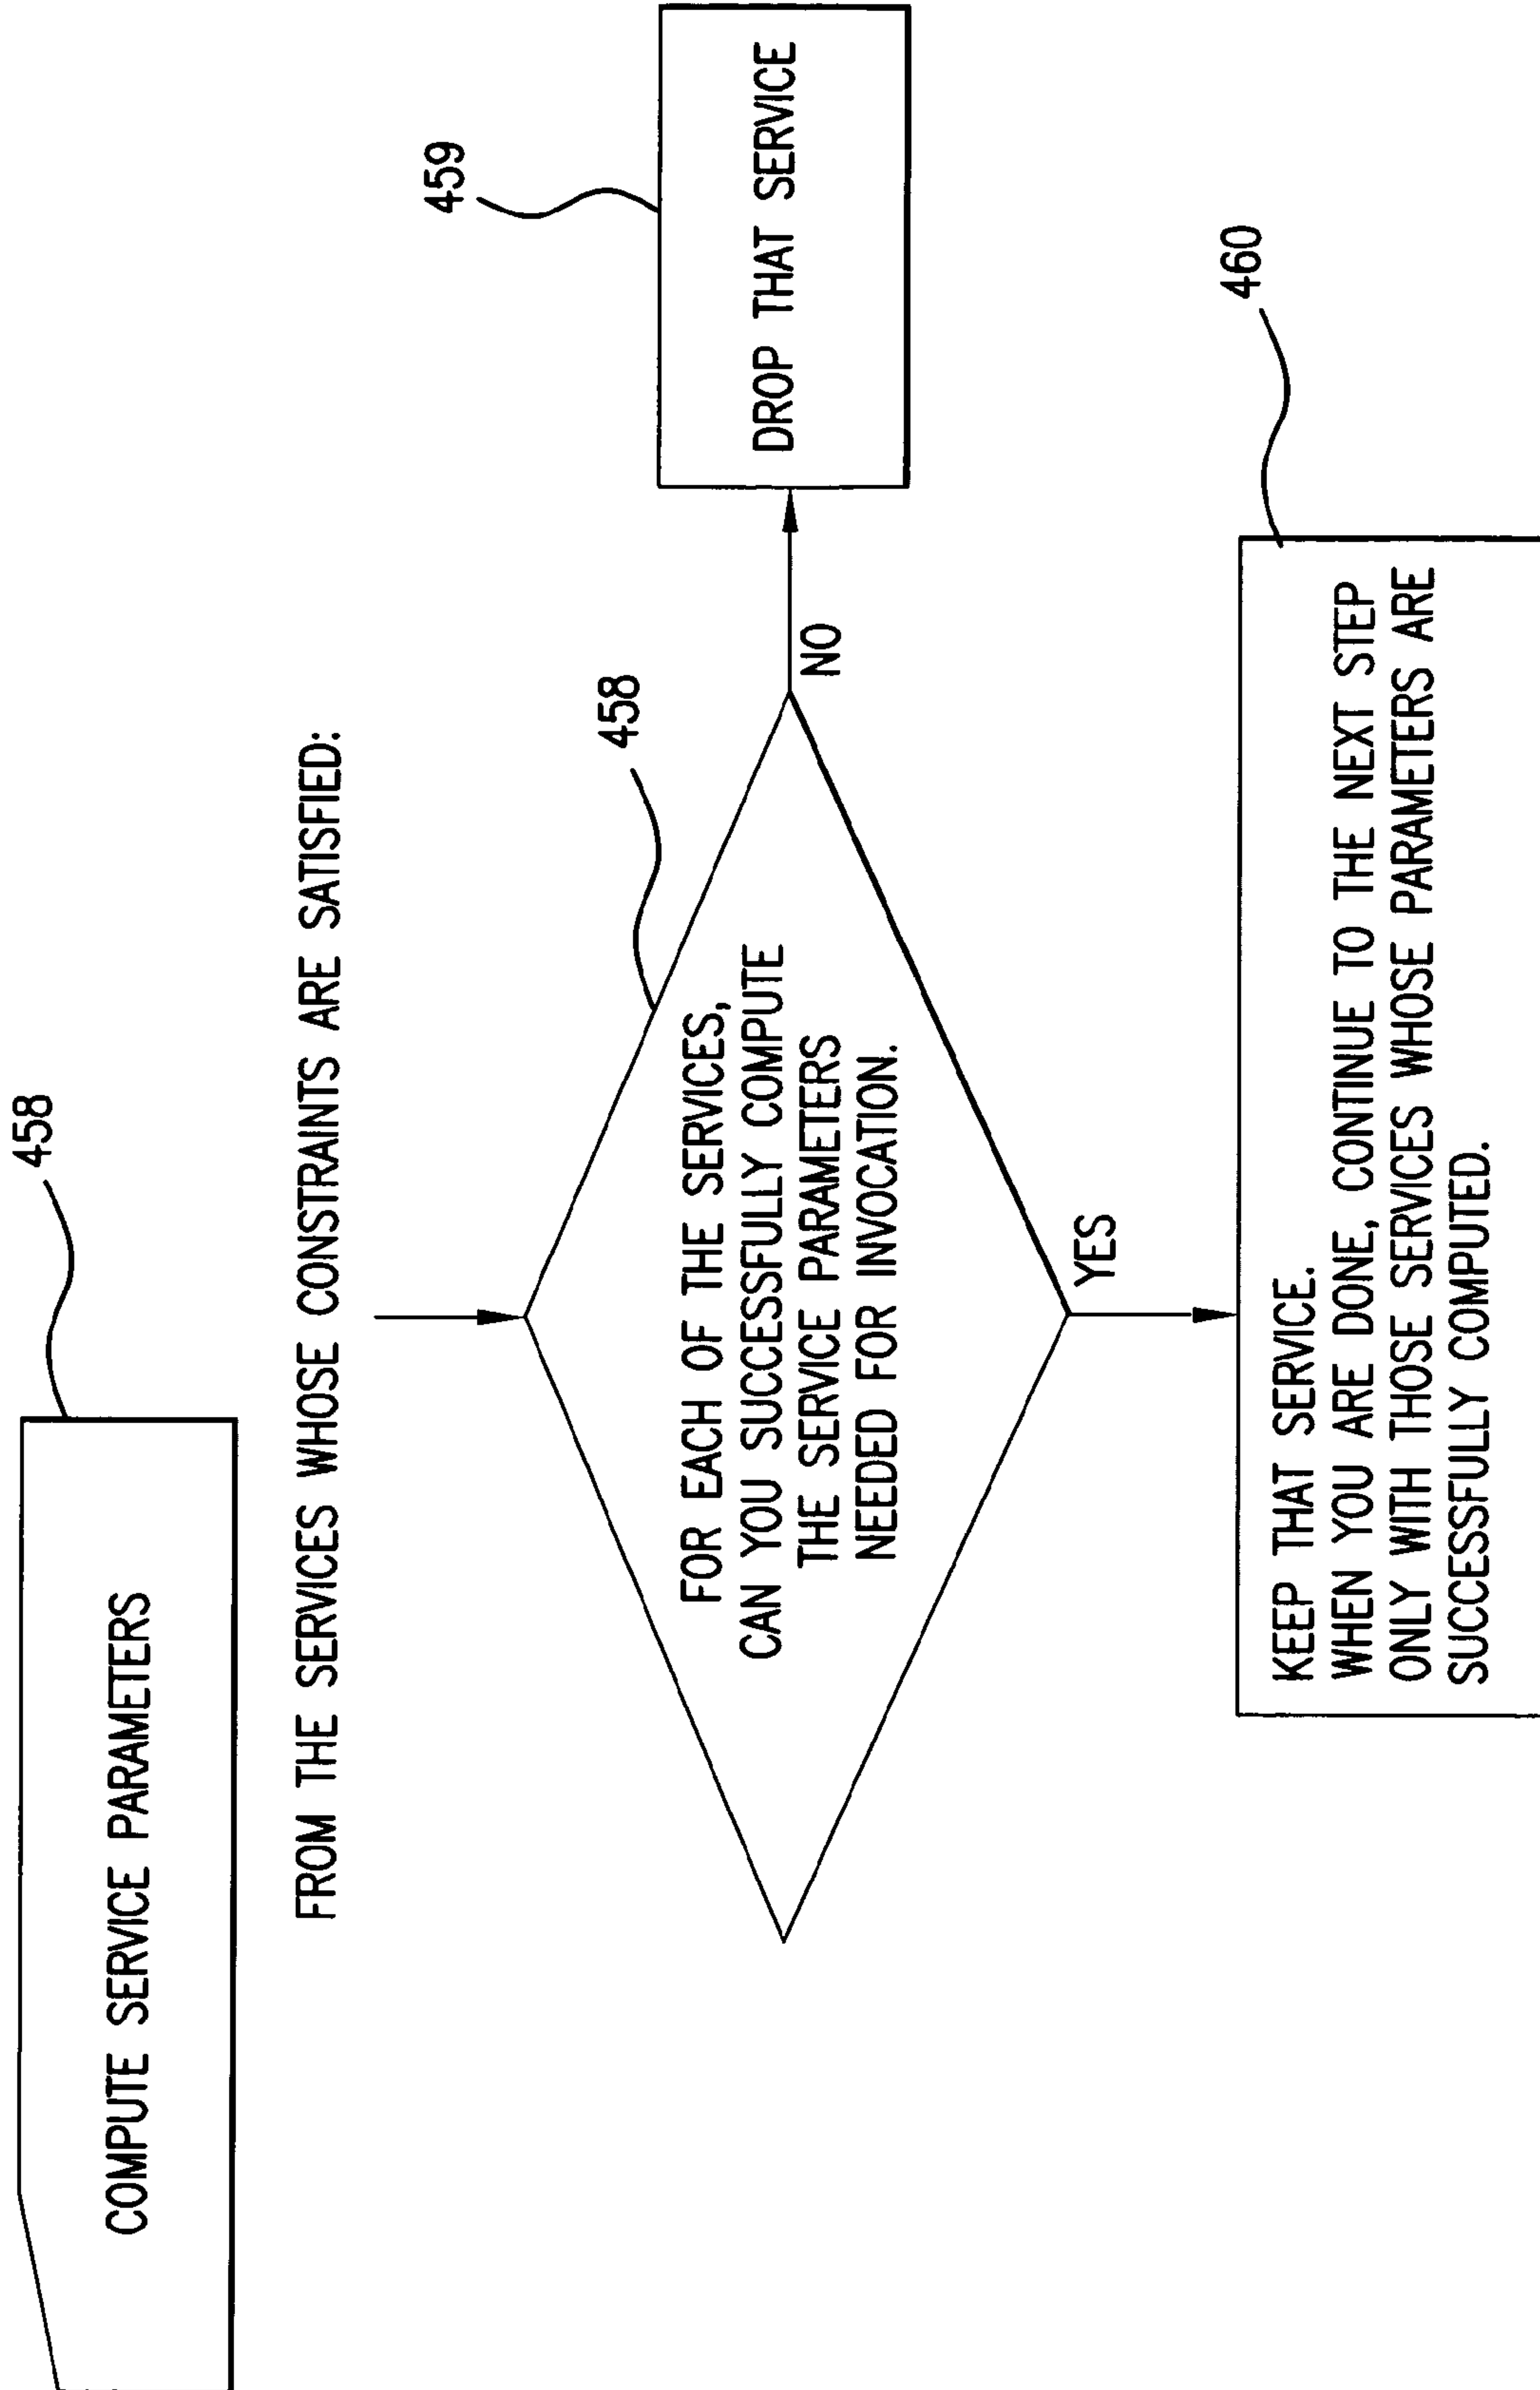 COMPUTE SERVICE PARAMETERS
458
FROM THE SERVICES WHOSE CONSTRAINTS ARE SATISFIED:
458
FOR EACH OF THE SERVICES,
CAN YOU SUCCESSFULLY COMPUTE
THE SERVICE PARAMETERS
NEEDED FOR INVOCATION.
NO
459
DROP THAT SERVICE
YES
460
KEEP THAT SERVICE.
WHEN YOU ARE DONE, CONTINUE TO THE NEXT STEP
ONLY WITH THOSE SERVICES WHOSE PARAMETERS ARE
SUCCESSFULLY COMPUTED.